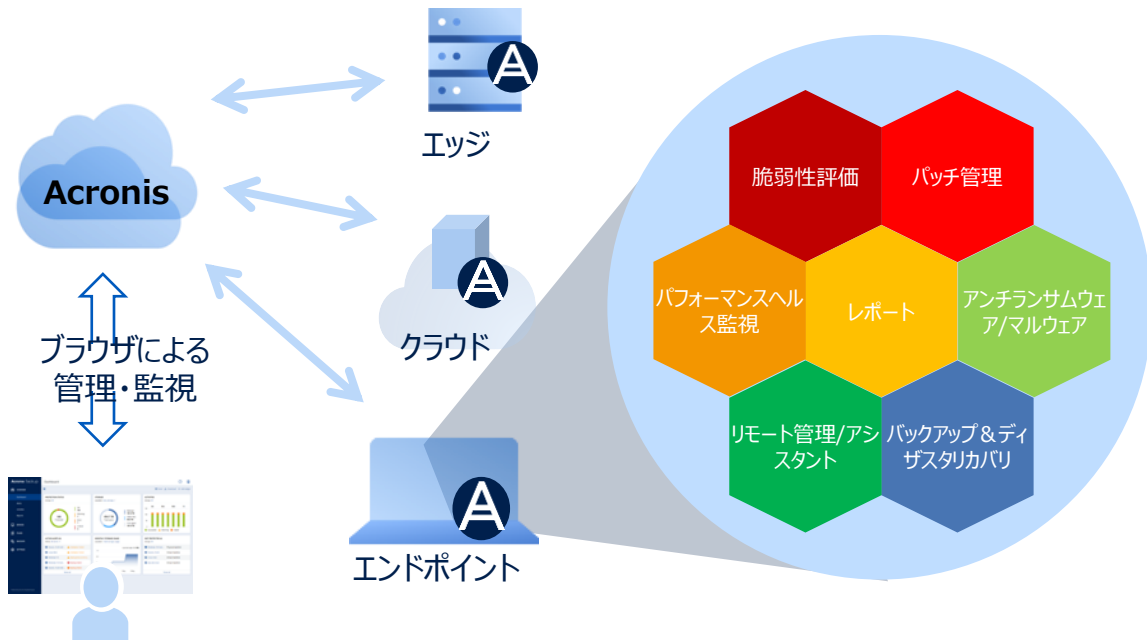 エッジ
Acronis
クラウド
ブラウザによる
管理・監視
エンドポイント
脆弱性評価
パッチ管理
パフォーマンスヘル
ス監視
レポート
アンチランサムウェ
ア/マルウェア
リモート管理/アシ
スタント
バックアップ＆ディ
ザスタリカバリ